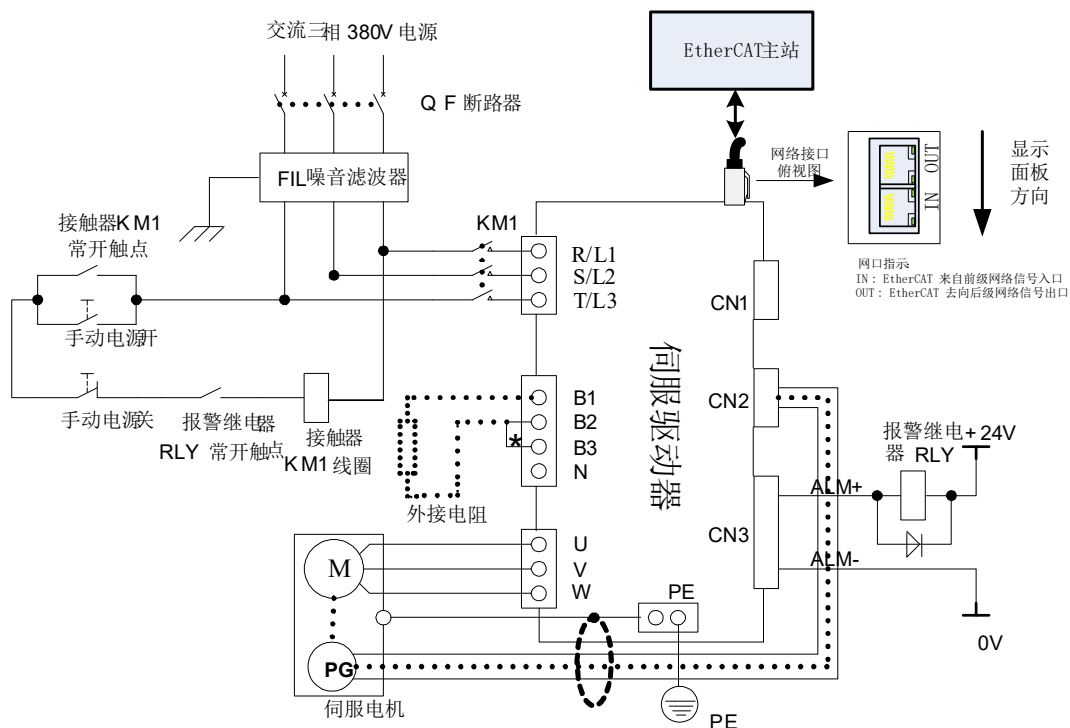 交流三相 380V 电源
EtherCAT主站
Q F 断路器
网络接口
俯视图
OUT
IN
显示
面板
方向
FIL噪音滤波器
接触器K M1
常开触点
KM1
R/L1
S/L2
T/L3
网口指示:
IN : EtherCAT 来自前级网络信号入口
OUT : EtherCAT 去向后级网络信号出口
CN1
手动电源开
伺服驱动器
B1
B2
*
B3
N
CN2
手动电源关
报警继电器
RLY 常开触点
接触器
K M1 线圈
外接电阻
报警继电
器 RLY
+ 24V
ALM+
CN3
ALM-
U
V
W
M
PE
0V
PG
伺服电机
PE